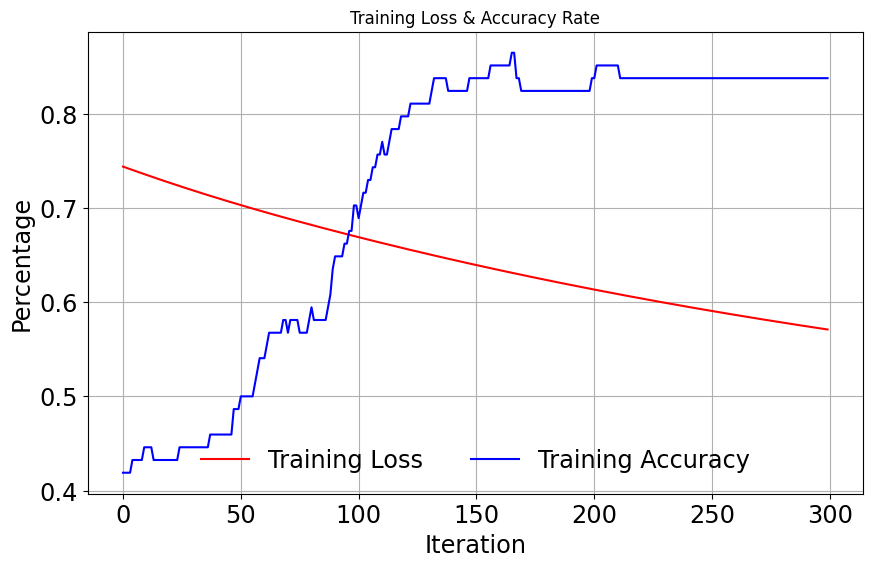 Training Loss & Accuracy Rate
Percentage
0.8
0.7
0.6
0.5
0.4
Training Loss
Training Accuracy
0 50 100 150 200 250 300
Iteration